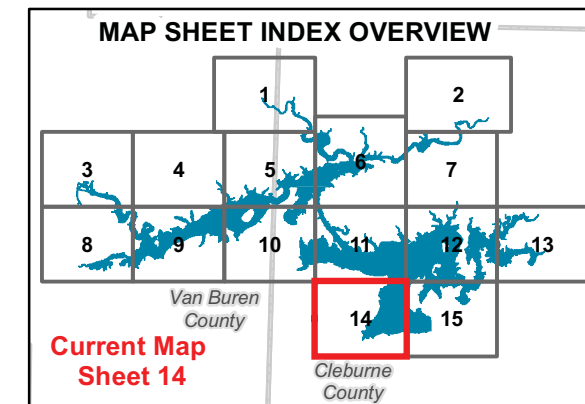 MAP SHEET INDEX OVERVIEW
1
2
3
4
5
6
7
8
9
10
11
12
13
Van Buren
County
14
15
Current Map
Sheet 14
Cleburne
County